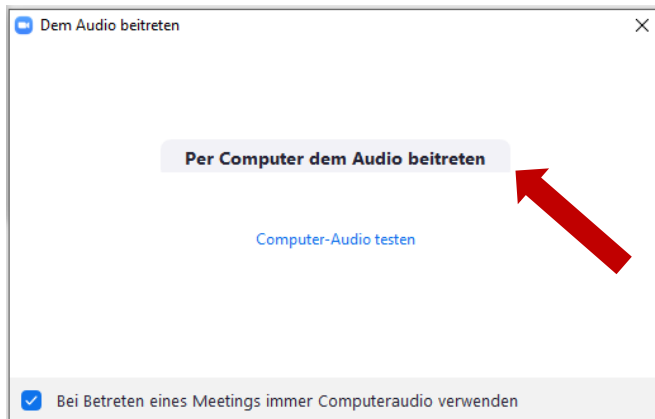 Dem Audio beitreten
Per Computer dem Audio beitreten
Computer-Audio testen
Bei Betreten eines Meetings immer Computeraudio verwenden